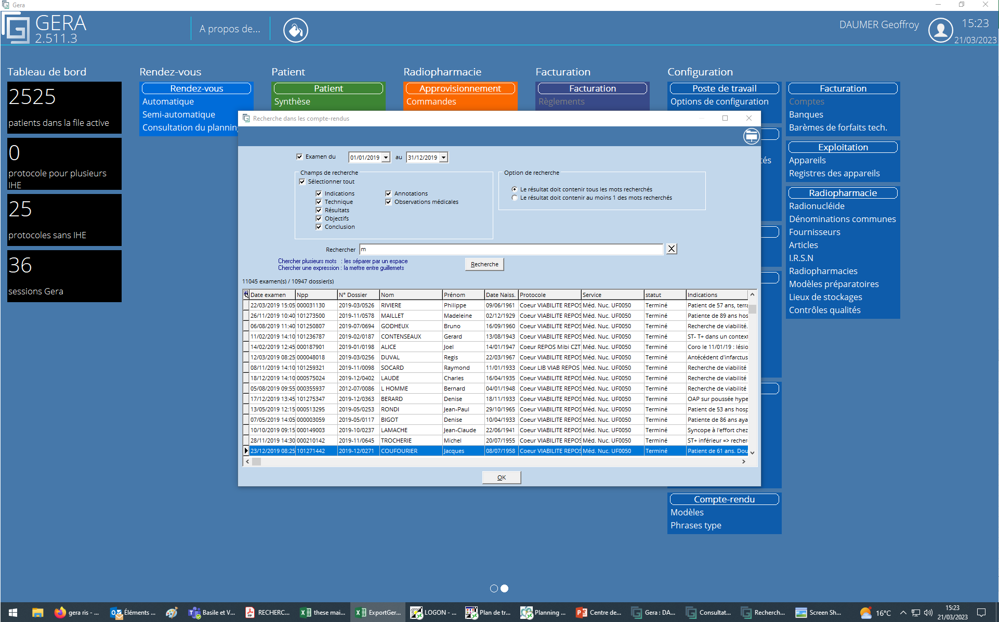 Gera
GERA
2.511.3
A propos de...
DAUMER Geoffroy
15:23
21/03/2023
Tableau de bord
2525
patients dans la file active
0
protocole pour plusieurs
IHE
25
protocoles sans IHE
36
sessions Gera
Rendez-vous
Rendez-vous
Automatique
Semi-automatique
Consultation du planning
Patient
Patient
Synthèse
Radiopharmacie
Approvisionnement
Commandes
Facturation
Facturation
Règlements
Configuration
Poste de travail
Options de configuration
tés
Compte-rendu
Modèles
Phrases type
Facturation
Comptes
Banques
Barèmes de forfaits tech.
Exploitation
Appareils
Registres des appareils
Radiopharmacie
Radionucléide
Dénominations communes
Fournisseurs
Articles
I.R.S.N
Radiopharmacies
Modèles préparatoires
Lieux de stockages
Contrôles qualités
Recherche dans les compte-rendus
Examen du 01/01/2019 au 31/12/2019
Champs de recherche
Sélectionner tout
Indications
Technique
Résultats
Objectifs
Conclusion
Annotations
Observations médicales
Option de recherche
Le résultat doit contenir tous les mots recherchés
Le résultat doit contenir au moins 1 des mots recherchés
Rechercher m X
Chercher plusieurs mots : les séparer par un espace
Chercher une expression : la mettre entre guillemets
Recherche
11045 examen(s) / 10947 dossier(s)
Date examen Npp N° Dossier Nom Prénom Date Naiss. Protocole Service statut Indications
22/03/2019 15:05 000031130 2019-03/0526 RIVIERE Philippe 09/06/1961 Coeur VIABILITE REPOS Méd. Nuc. UF0050 Terminé Patient de 57 ans, terra
26/11/2019 10:40 101273500 2019-11/0578 MAILLET Madeleine 02/12/1929 Coeur VIABILITE REPOS Méd. Nuc. UF0050 Terminé Patiente de 89 ans hos
06/08/2019 11:40 101250807 2019-07/0694 GODHEUX Bruno 16/09/1960 Coeur VIABILITE REPOS Méd. Nuc. UF0050 Terminé Recherche de viabilité.
11/02/2019 14:10 101236787 2019-02/0187 CONTENSEAUX Gerard 13/08/1943 Coeur VIABILITE REPOS Méd. Nuc. UF0050 Terminé ST- T+ dans un context
14/02/2019 12:45 000187901 2019-01/0198 ALICE Joel 14/01/1947 Coeur REPOS Mibi CZT Méd. Nuc. UF0050 Terminé Coro le 11/01/19 : lésio
12/03/2019 08:25 000048018 2019-03/0256 DUVAL Regis 22/03/1967 Coeur VIABILITE REPOS Méd. Nuc. UF0050 Terminé Antécédent d'infarctus
08/11/2019 14:10 101259321 2019-11/0098 SOCARD Raymond 11/01/1933 Coeur LIB VIAB REPOS Méd. Nuc. UF0050 Terminé Recherche de viabilité
18/12/2019 14:10 000575024 2019-12/0402 LAUDE Charles 16/04/1935 Coeur VIABILITE REPOS Méd. Nuc. UF0050 Terminé Recherche de viabilité
05/08/2019 09:55 000355937 2012-07/0086 L HOMME Bernard 04/01/1948 Coeur VIABILITE REPOS Méd. Nuc. UF0050 Terminé Recherche de viabilité
17/12/2019 13:45 101275347 2019-12/0363 BERARD Denise 18/11/1933 Coeur VIABILITE REPOS Méd. Nuc. UF0050 Terminé OAP sur poussée hype
13/05/2019 12:15 000513295 2019-05/0253 RONDI Jean-Paul 29/10/1965 Coeur VIABILITE REPOS Méd. Nuc. UF0050 Terminé Patient de 53 ans hosp
07/05/2019 14:05 000003059 2019-05/0117 BIGOT Denise 10/04/1933 Coeur VIABILITE REPOS Méd. Nuc. UF0050 Terminé Patiente de 86 ans aya
10/10/2019 09:15 000149003 2019-10/0237 LAMACHE Jean-Claude 22/06/1941 Coeur VIABILITE REPOS Méd. Nuc. UF0050 Terminé Syncope à l'effort chez
28/11/2019 14:30 000210142 2019-11/0645 TROCHERIE Michel 20/07/1955 Coeur VIABILITE REPOS Méd. Nuc. UF0050 Terminé ST+ inférieur => recher
23/12/2019 08:25 101271442 2019-12/0271 COUFOURIER Jacques 08/07/1958 Coeur VIABILITE REPOS Méd. Nuc. UF0050 Terminé Patient de 61 ans. Dou
OK
gera ris - ... Éléments ... Basile et V... RECHERC... these mai... ExportGer... LOGON - ... Plan de tr... Planning ... Centre de... Gera : DA... Consultat... Recherch... Screen Sh... 16°C 15:23
21/03/2023